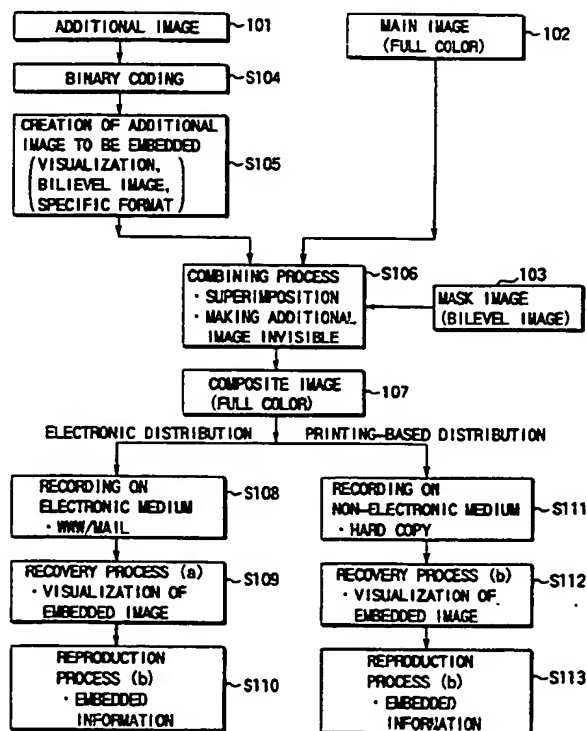 ADDITIONAL IMAGE
101
MAIN IMAGE
(FULL COLOR)
102
BINARY CODING
S104
CREATION OF ADDITIONAL
IMAGE TO BE EMBEDDED
(VISUALIZATION,
BILIEVEL IMAGE,
SPECIFIC FORMAT)
S105
COMBINING PROCESS
・SUPERIMPOSITION
・MAKING ADDITIONAL
IMAGE INVISIBLE
S106
103
MASK IMAGE
(BILEVEL IMAGE)
COMPOSITE IMAGE
(FULL COLOR)
107
ELECTRONIC DISTRIBUTION
PRINTING-BASED DISTRIBUTION
RECORDING ON
ELECTRONIC MEDIUM
・WWW/MAIL
S108
RECORDING ON
NON-ELECTRONIC MEDIUM
・HARD COPY
S111
RECOVERY PROCESS (a)
・VISUALIZATION OF
EMBEDDED IMAGE
S109
RECOVERY PROCESS (b)
・VISUALIZATION OF
EMBEDDED IMAGE
S112
REPRODUCTION
PROCESS (b)
・EMBEDDED
INFORMATION
S110
REPRODUCTION
PROCESS (b)
・EMBEDDED
INFORMATION
S113